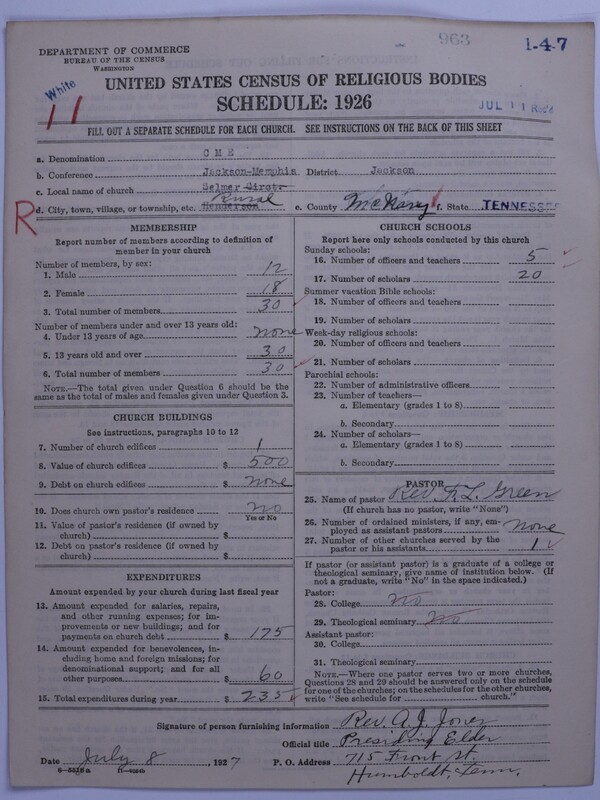 963
1-4-7
DEPARTMENT OF COMMERCE
BUREAU OF THE CENSUS
WASHINGTON
White
11
UNITED STATES CENSUS OF RELIGIOUS BODIES
SCHEDULE: 1926
JUL 11 Rec'd
FILL OUT A SEPARATE SCHEDULE FOR EACH CHURCH. SEE INSTRUCTIONS ON THE BACK OF THIS SHEET
a. Denomination C M E
b. Conference Jackson-Memphis District Jackson
c. Local name of church Selmer Circt.
R
d. City, town, village, or township, etc. Henderson Rural e. County McNairy f. State TENNESSEE
MEMBERSHIP
Report number of members according to definition of
member in your church
Number of members, by sex:
1. Male 12
2. Female 18
3. Total number of members 30
Number of members under and over 13 years old:
4. Under 13 years of age none
5. 13 years old and over 30
6. Total number of members 30
NOTE.—The total given under Question 6 should be
same as the total of males and females given under Question 3.
CHURCH BUILDINGS
See instructions, paragraphs 10 to 12
7. Number of church edifices 1
8. Value of church edifices $ 500
9. Debt on church edifices $ none
10. Does church own pastor's residence no
Yes or No
11. Value of pastor's residence (if owned by
church) $
12. Debt on pastor's residence (if owned by
church) $
EXPENDITURES
Amount expended by your church during last fiscal year
13. Amount expended for salaries, repairs,
and other running expenses; for im-
provements or new buildings; and for
payments on church debt $ 175
14. Amount expended for benevolences, in-
cluding home and foreign missions; for
denominational support; and for all
other purposes $ 60
15. Total expenditures during year $ 235
CHURCH SCHOOLS
Report here only schools conducted by this church
Sunday schools:
16. Number of officers and teachers 5
17. Number of scholars 20
Summer vacation Bible schools:
18. Number of officers and teachers
19. Number of scholars
Week-day religious schools:
20. Number of officers and teachers
21. Number of scholars
Parochial schools:
22. Number of administrative officers
23. Number of teachers—
a. Elementary (grades 1 to 8)
b. Secondary
24. Number of scholars—
a. Elementary (grades 1 to 8)
b. Secondary
PASTOR
25. Name of pastor Rev. F. L. Green
(If church has no pastor, write "None")
26. Number of ordained ministers, if any, em-
ployed as assistant pastors none
27. Number of other churches served by the
pastor or his assistants 1
If pastor (or assistant pastor) is a graduate of a college or
theological seminary, give name of institution below. (If
not a graduate, write "No" in the space indicated.)
Pastor:
28. College no
29. Theological seminary no
Assistant pastor:
30. College
31. Theological seminary
NOTE.—Where one pastor serves two or more churches,
Questions 28 and 29 should be answered only on the schedule
for one of the churches; on the schedules for the other churches,
write "See schedule for church."
Signature of person furnishing information Rev. A. J. Jones
Official title Presiding Elder
Date July 8, 1927 P. O. Address 715 Front St.
Humboldt, Tenn.